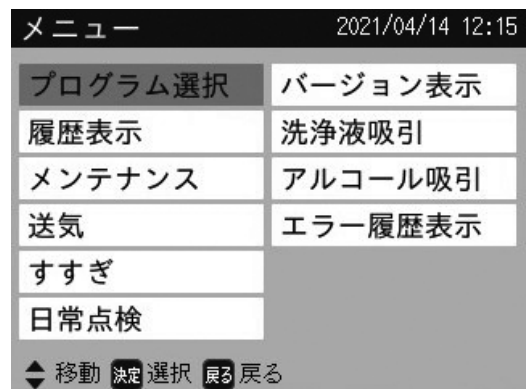 メニュー 2021/04/14 12:15
プログラム選択
履歴表示
メンテナンス
送気
すすぎ
日常点検
バージョン表示
洗浄液吸引
アルコール吸引
エラー履歴表示
移動 決定 選択 戻る 戻る